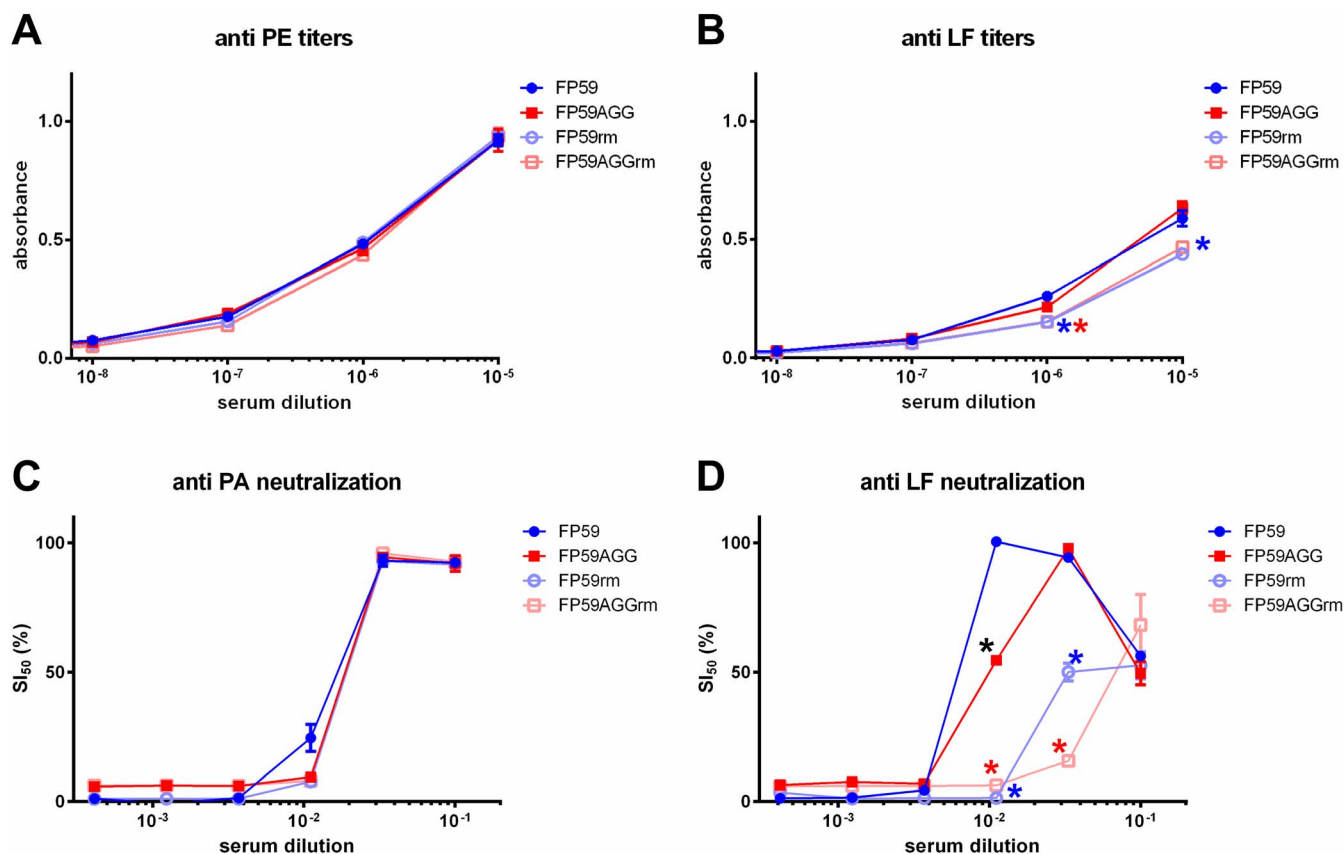 A
anti PE titers
absorbance
1.0
0.5
0.0
10⁻⁸
10⁻⁷
10⁻⁶
10⁻⁵
serum dilution
FP59
FP59AGG
FP59rm
FP59AGGrm
B
anti LF titers
absorbance
1.0
0.5
0.0
10⁻⁸
10⁻⁷
10⁻⁶
10⁻⁵
serum dilution
FP59
FP59AGG
FP59rm
FP59AGGrm
*
**
C
anti PA neutralization
SI₅₀ (%)
100
50
0
10⁻³
10⁻²
10⁻¹
serum dilution
FP59
FP59AGG
FP59rm
FP59AGGrm
D
anti LF neutralization
SI₅₀ (%)
100
50
0
10⁻³
10⁻²
10⁻¹
serum dilution
FP59
FP59AGG
FP59rm
FP59AGGrm
*
*
*
*
*